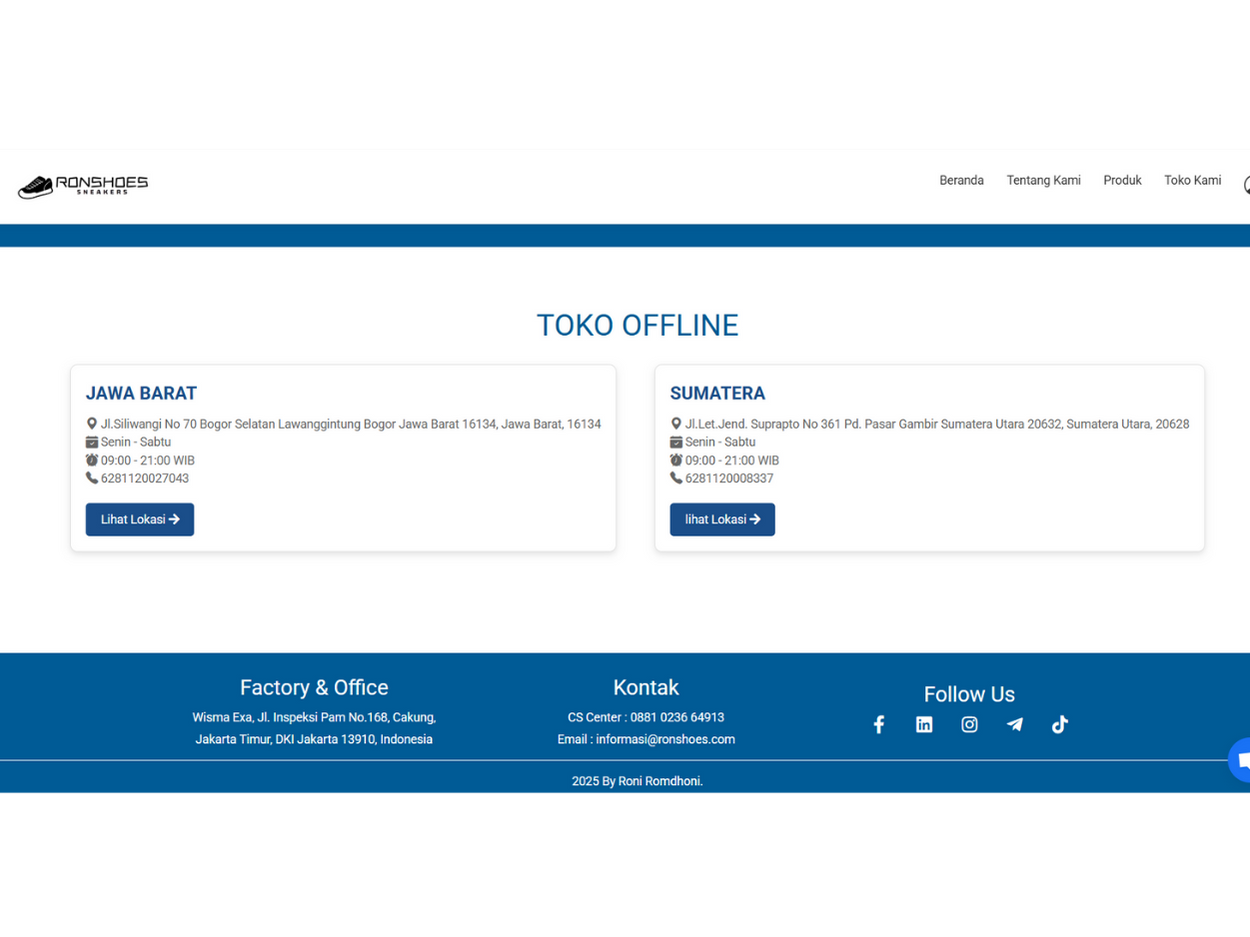 RONSHOES
SNEAKERS
Beranda Tentang Kami Produk Toko Kami
TOKO OFFLINE
JAWA BARAT
Jl.Siliwangi No 70 Bogor Selatan Lawanggintung Bogor Jawa Barat 16134, Jawa Barat, 16134
Senin - Sabtu
09:00 - 21:00 WIB
6281120027043
Lihat Lokasi
SUMATERA
Jl.Let.Jend. Suprapto No 361 Pd. Pasar Gambir Sumatera Utara 20632, Sumatera Utara, 20628
Senin - Sabtu
09:00 - 21:00 WIB
6281120008337
lihat Lokasi
Factory & Office
Wisma Exa, Jl. Inspeksi Pam No.168, Cakung,
Jakarta Timur, DKI Jakarta 13910, Indonesia
Kontak
CS Center : 0881 0236 64913
Email : informasi@ronshoes.com
Follow Us
2025 By Roni Romdhoni.